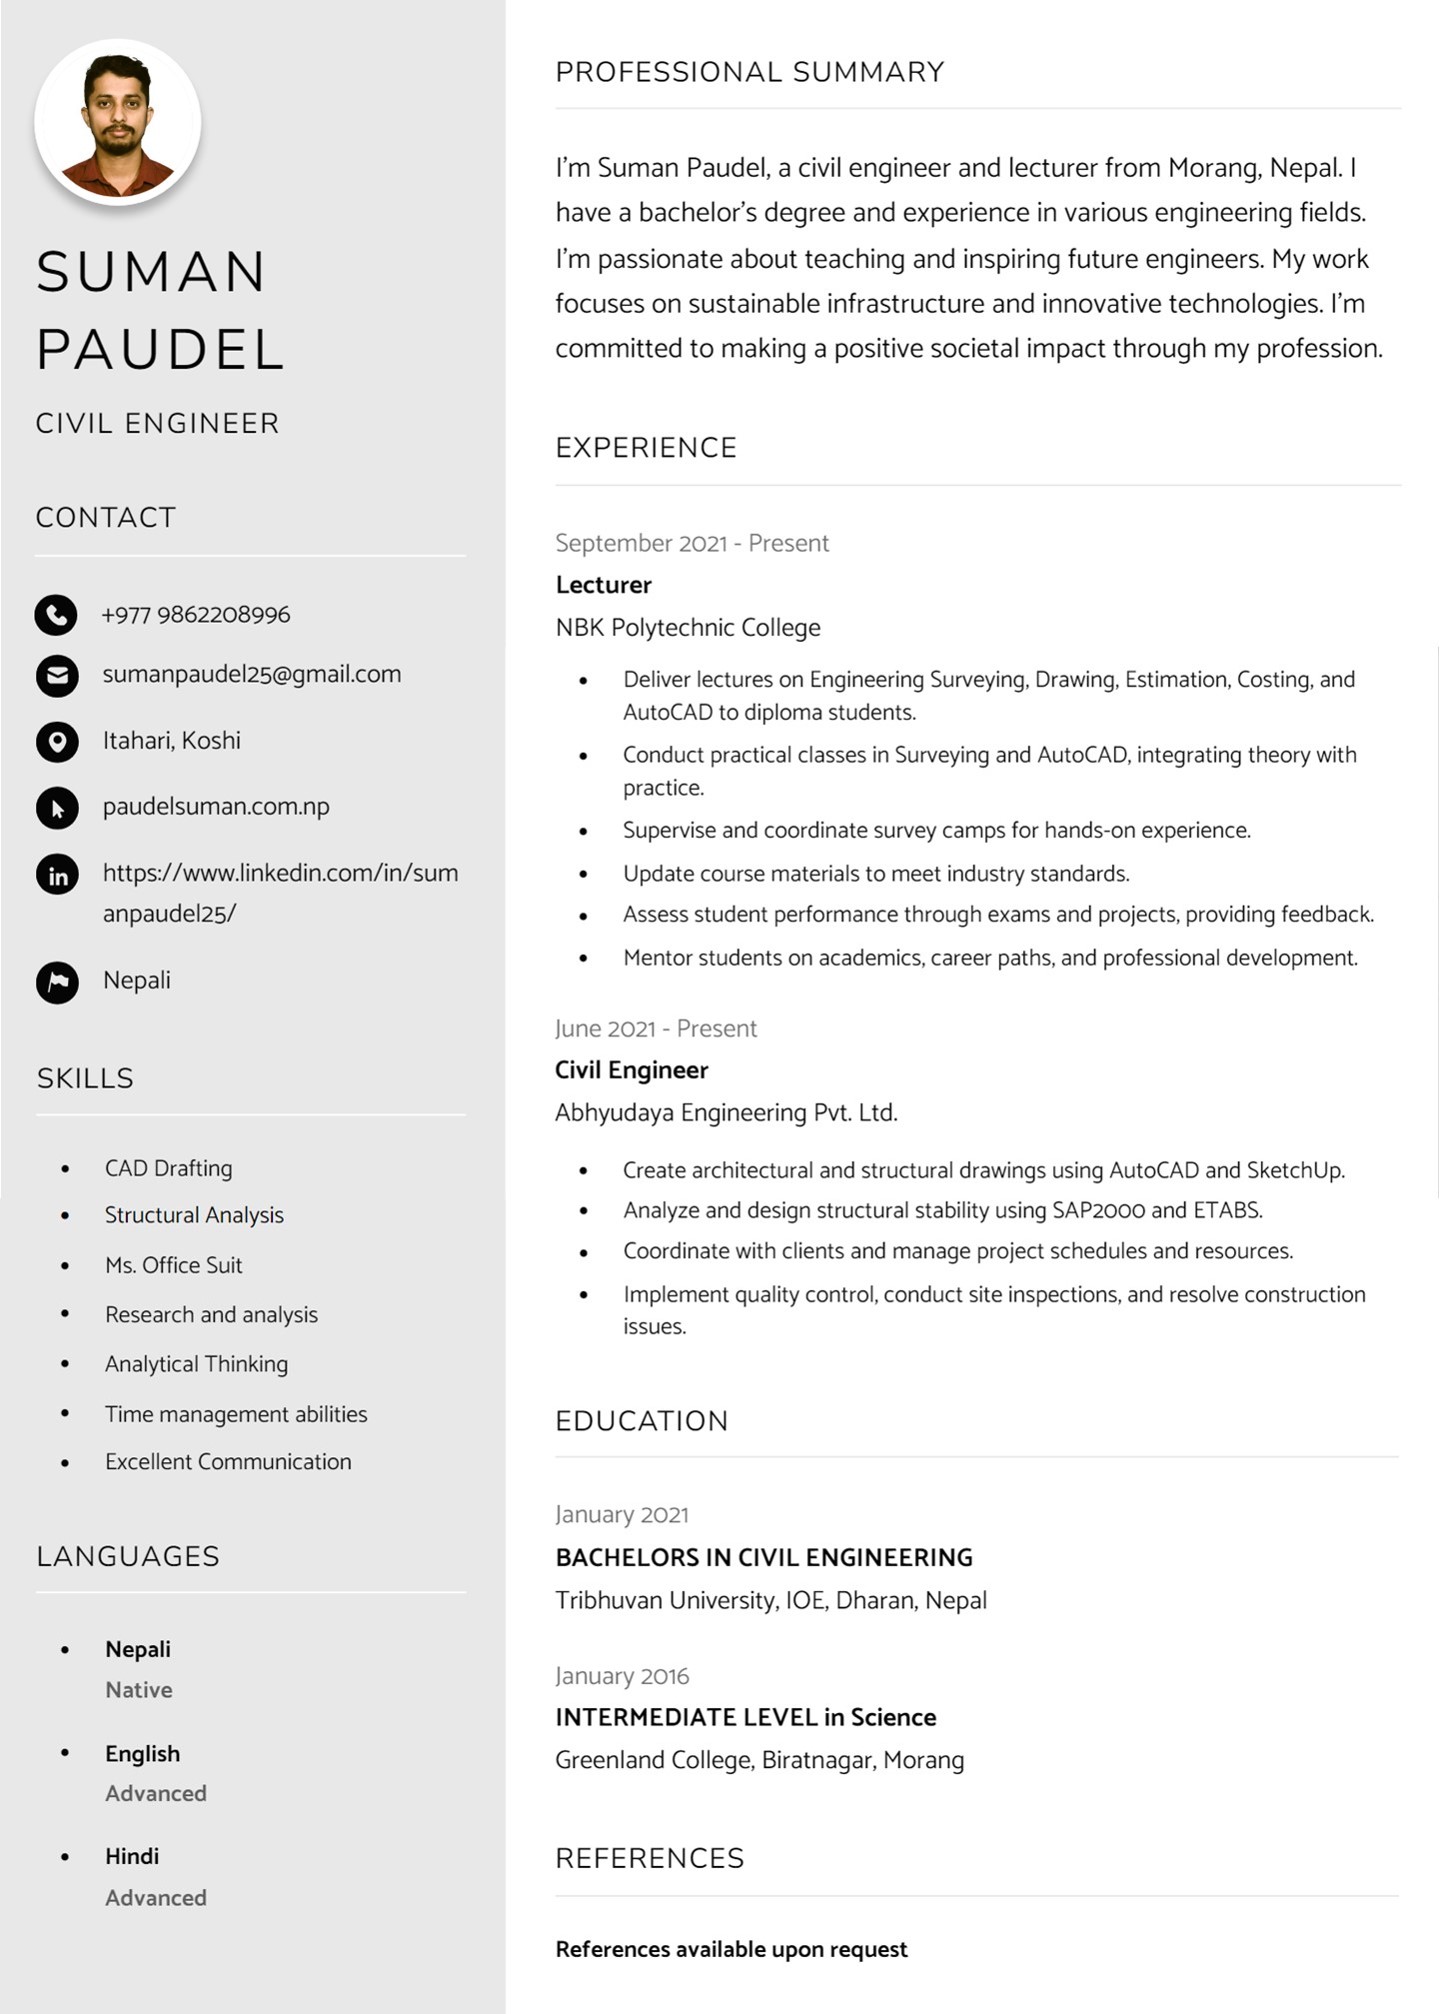 SUMAN
PAUDEL
CIVIL ENGINEER
CONTACT
+977 9862208996
sumanpaudel25@gmail.com
Itahari, Koshi
paudelsuman.com.np
in
https://www.linkedin.com/in/sum
anpaudel25/
Nepali
SKILLS
• CAD Drafting
• Structural Analysis
• Ms. Office Suit
• Research and analysis
• Analytical Thinking
• Time management abilities
• Excellent Communication
LANGUAGES
• Nepali
Native
• English
Advanced
• Hindi
Advanced
PROFESSIONAL SUMMARY
I’m Suman Paudel, a civil engineer and lecturer from Morang, Nepal. I
have a bachelor’s degree and experience in various engineering fields.
I’m passionate about teaching and inspiring future engineers. My work
focuses on sustainable infrastructure and innovative technologies. I’m
committed to making a positive societal impact through my profession.
EXPERIENCE
September 2021 - Present
Lecturer
NBK Polytechnic College
• Deliver lectures on Engineering Surveying, Drawing, Estimation, Costing, and
AutoCAD to diploma students.
• Conduct practical classes in Surveying and AutoCAD, integrating theory with
practice.
• Supervise and coordinate survey camps for hands-on experience.
• Update course materials to meet industry standards.
• Assess student performance through exams and projects, providing feedback.
• Mentor students on academics, career paths, and professional development.
June 2021 - Present
Civil Engineer
Abhyudaya Engineering Pvt. Ltd.
• Create architectural and structural drawings using AutoCAD and SketchUp.
• Analyze and design structural stability using SAP2000 and ETABS.
• Coordinate with clients and manage project schedules and resources.
• Implement quality control, conduct site inspections, and resolve construction
issues.
EDUCATION
January 2021
BACHELORS IN CIVIL ENGINEERING
Tribhuvan University, IOE, Dharan, Nepal
January 2016
INTERMEDIATE LEVEL in Science
Greenland College, Biratnagar, Morang
REFERENCES
References available upon request